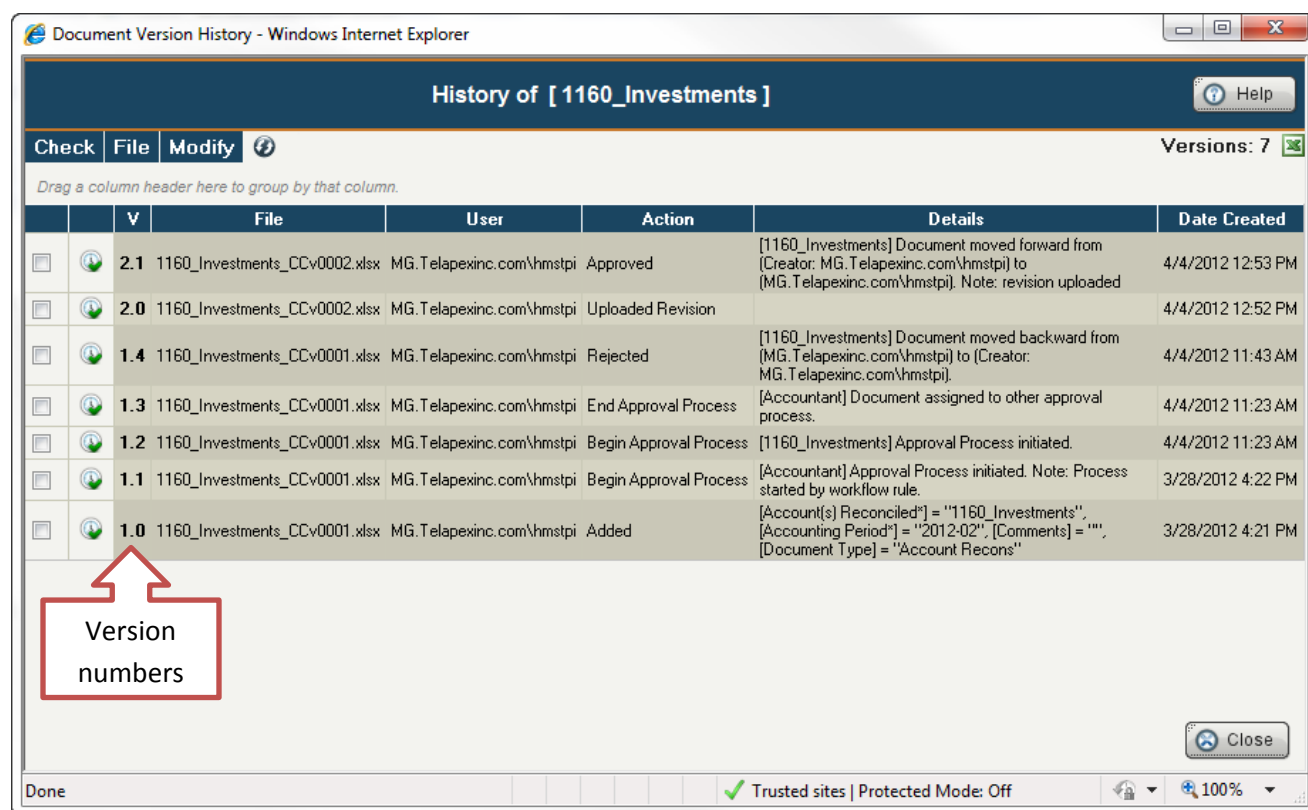 Document Version History - Windows Internet Explorer
History of [ 1160_Investments ]
Help
Check File Modify
Versions: 7
Drag a column header here to group by that column.
V File User Action Details Date Created
2.1 1160_Investments_CCv0002.xlsx MG.Telapexinc.com\hmstpi Approved [1160_Investments] Document moved forward from
(Creator: MG.Telapexinc.com\hmstpi) to
(MG.Telapexinc.com\hmstpi). Note: revision uploaded 4/4/2012 12:53 PM
2.0 1160_Investments_CCv0002.xlsx MG.Telapexinc.com\hmstpi Uploaded Revision 4/4/2012 12:52 PM
1.4 1160_Investments_CCv0001.xlsx MG.Telapexinc.com\hmstpi Rejected [1160_Investments] Document moved backward from
(MG.Telapexinc.com\hmstpi) to (Creator:
MG.Telapexinc.com\hmstpi). 4/4/2012 11:43 AM
1.3 1160_Investments_CCv0001.xlsx MG.Telapexinc.com\hmstpi End Approval Process [Accountant] Document assigned to other approval
process. 4/4/2012 11:23 AM
1.2 1160_Investments_CCv0001.xlsx MG.Telapexinc.com\hmstpi Begin Approval Process [1160_Investments] Approval Process initiated. 4/4/2012 11:23 AM
1.1 1160_Investments_CCv0001.xlsx MG.Telapexinc.com\hmstpi Begin Approval Process [Accountant] Approval Process initiated. Note: Process
started by workflow rule. 3/28/2012 4:22 PM
1.0 1160_Investments_CCv0001.xlsx MG.Telapexinc.com\hmstpi Added [Account(s) Reconciled*] = "1160_Investments",
[Accounting Period*] = "2012-02", [Comments] = "",
[Document Type] = "Account Recons" 3/28/2012 4:21 PM
Version
numbers
Close
Done
Trusted sites | Protected Mode: Off
100%